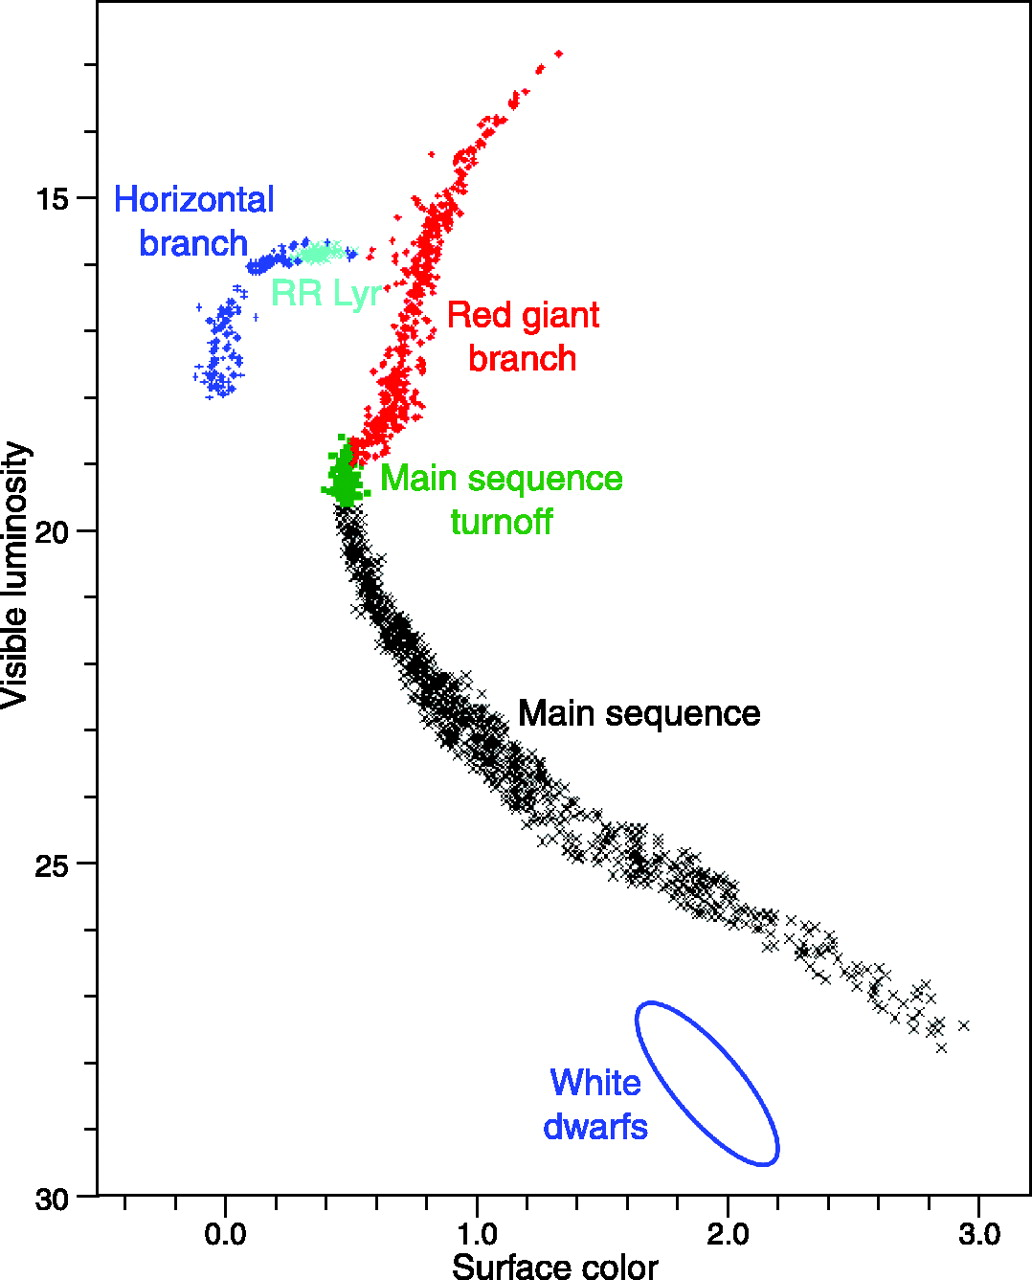 15
20
25
30
Visible luminosity
Horizontal
branch
RR Lyr
Red giant
branch
Main sequence
turnoff
Main sequence
White
dwarfs
0.0 1.0 2.0 3.0
Surface color